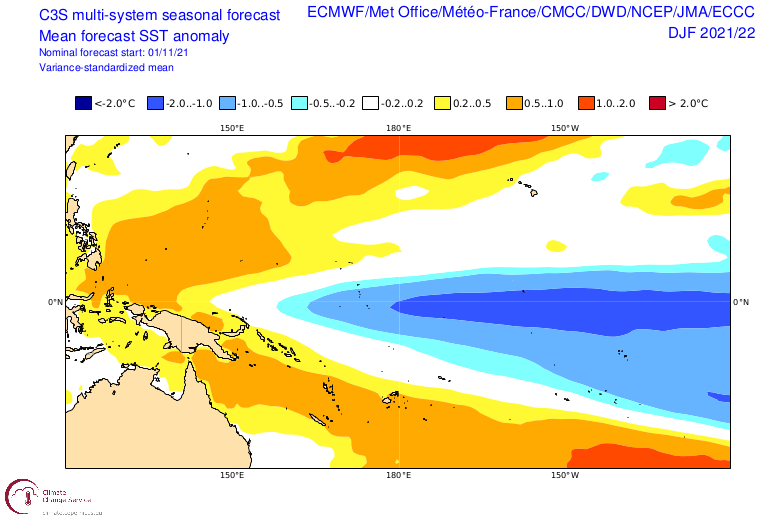 C3S multi-system seasonal forecast
ECMWF/Met Office/Météo-France/CMCC/DWD/NCEP/JMA/ECCC
Mean forecast SST anomaly
DJF 2021/22
Nominal forecast start: 01/11/21
Variance-standardized mean
<-2.0°C -2.0..-1.0 -1.0..-0.5 -0.5..-0.2 -0.2..0.2 0.2..0.5 0.5..1.0 1.0..2.0 > 2.0°C
150°E 180°E 150°W
0°N 0°N
150°E 180°E 150°W
Climate
Change Service